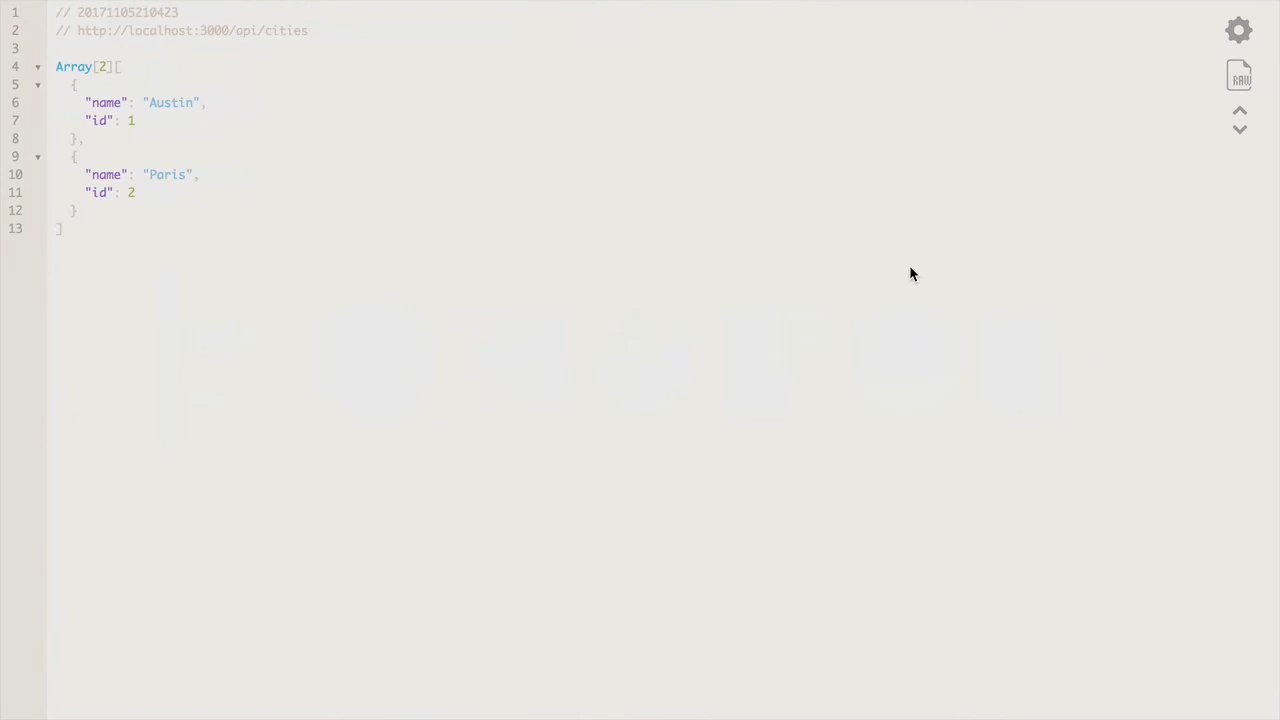 1 // 20171105210423
2 // http://localhost:3000/api/cities
3
4 Array[2][
5 {
6 "name": "Austin",
7 "id": 1
8 },
9 {
10 "name": "Paris",
11 "id": 2
12 }
13 ]
RAW